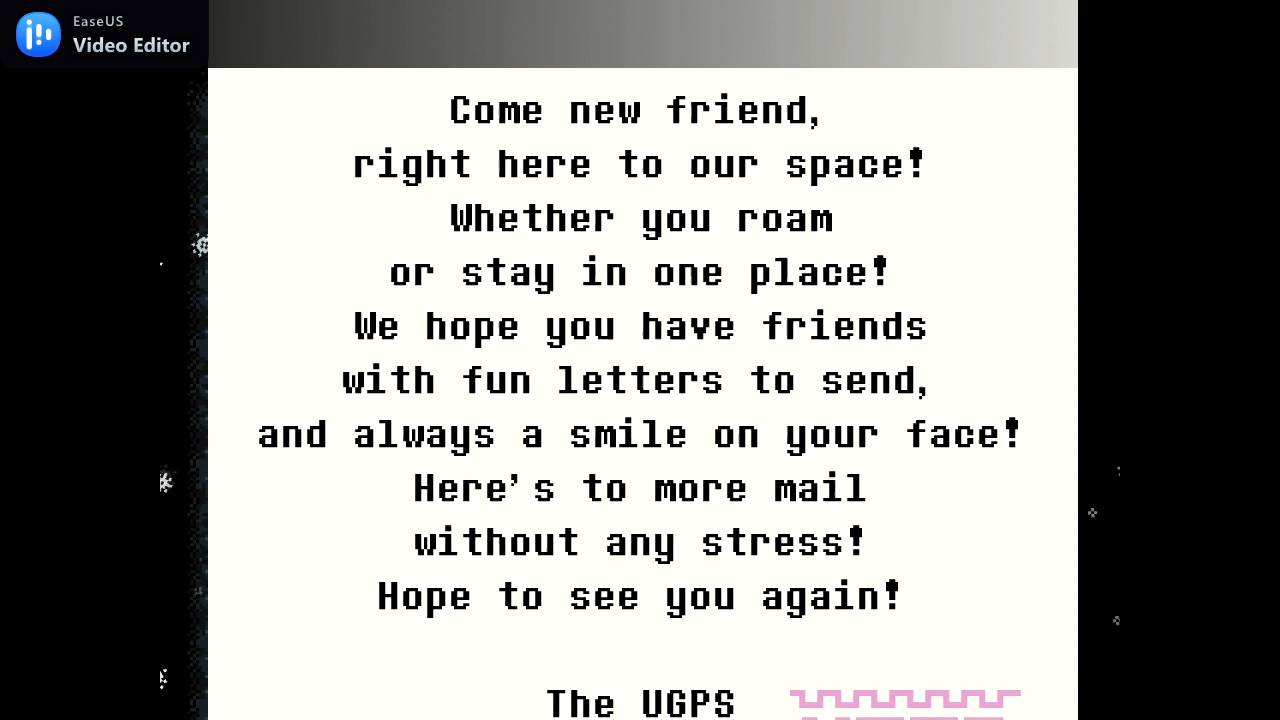 EaseUS
Video Editor
Come new friend,
right here to our space!
Whether you roam
or stay in one place!
We hope you have friends
with fun letters to send,
and always a smile on your face!
Here's to more mail
without any stress!
Hope to see you again!
The UGPS